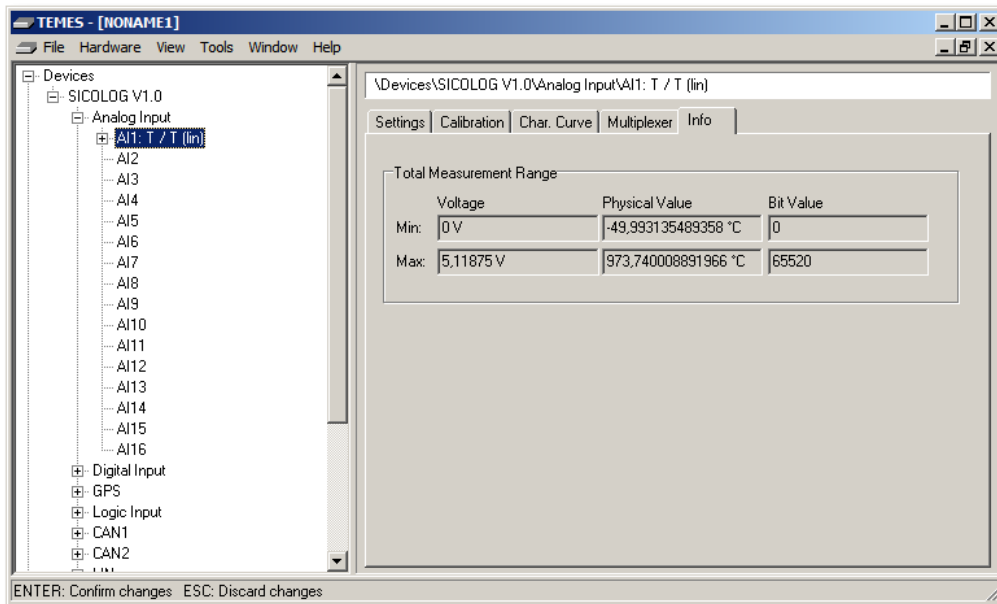 TEMES - [NONAME1]
File Hardware View Tools Window Help
Devices
SICOLOG V1.0
Analog Input
AI1: T / T (lin)
AI2
AI3
AI4
AI5
AI6
AI7
AI8
AI9
AI10
AI11
AI12
AI13
AI14
AI15
AI16
Digital Input
GPS
Logic Input
CAN1
CAN2
\Devices\SICOLOG V1.0\Analog Input\AI1: T / T (lin)
Settings Calibration Char. Curve Multiplexer Info
Total Measurement Range
Voltage Physical Value Bit Value
Min: 0 V -49,993135489358 °C 0
Max: 5,11875 V 973,740008891966 °C 65520
ENTER: Confirm changes ESC: Discard changes